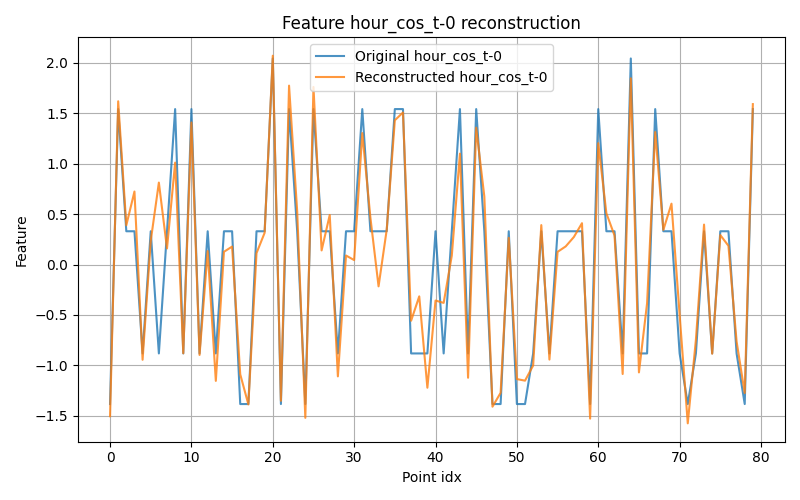 Feature hour_cos_t-0 reconstruction
Original hour_cos_t-0
Reconstructed hour_cos_t-0
Feature
2.0
1.5
1.0
0.5
0.0
−0.5
−1.0
−1.5
0 10 20 30 40 50 60 70 80
Point idx